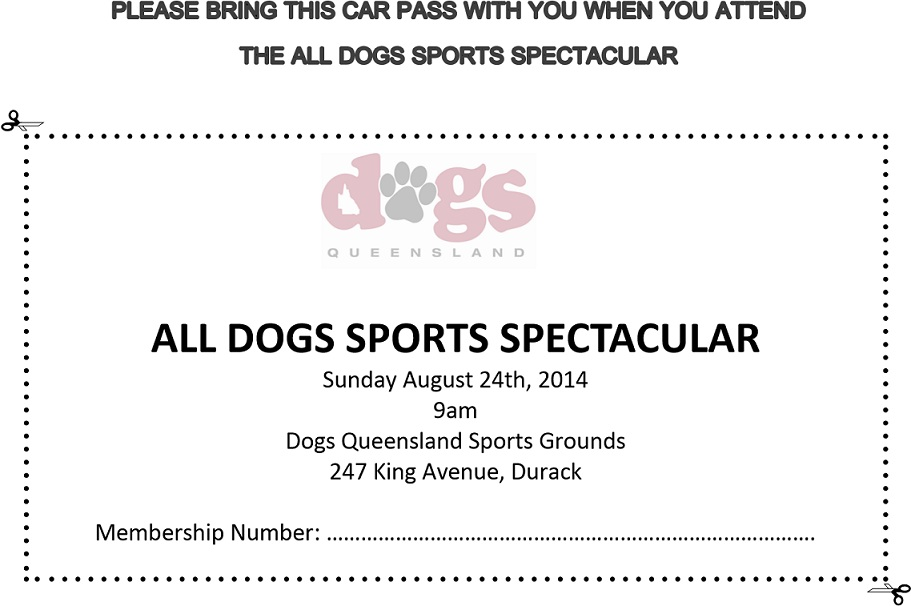 PLEASE BRING THIS CAR PASS WITH YOU WHEN YOU ATTEND
THE ALL DOGS SPORTS SPECTACULAR
dogs
QUEENSLAND
ALL DOGS SPORTS SPECTACULAR
Sunday August 24th, 2014
9am
Dogs Queensland Sports Grounds
247 King Avenue, Durack
Membership Number: ……………………………………………………………………………….